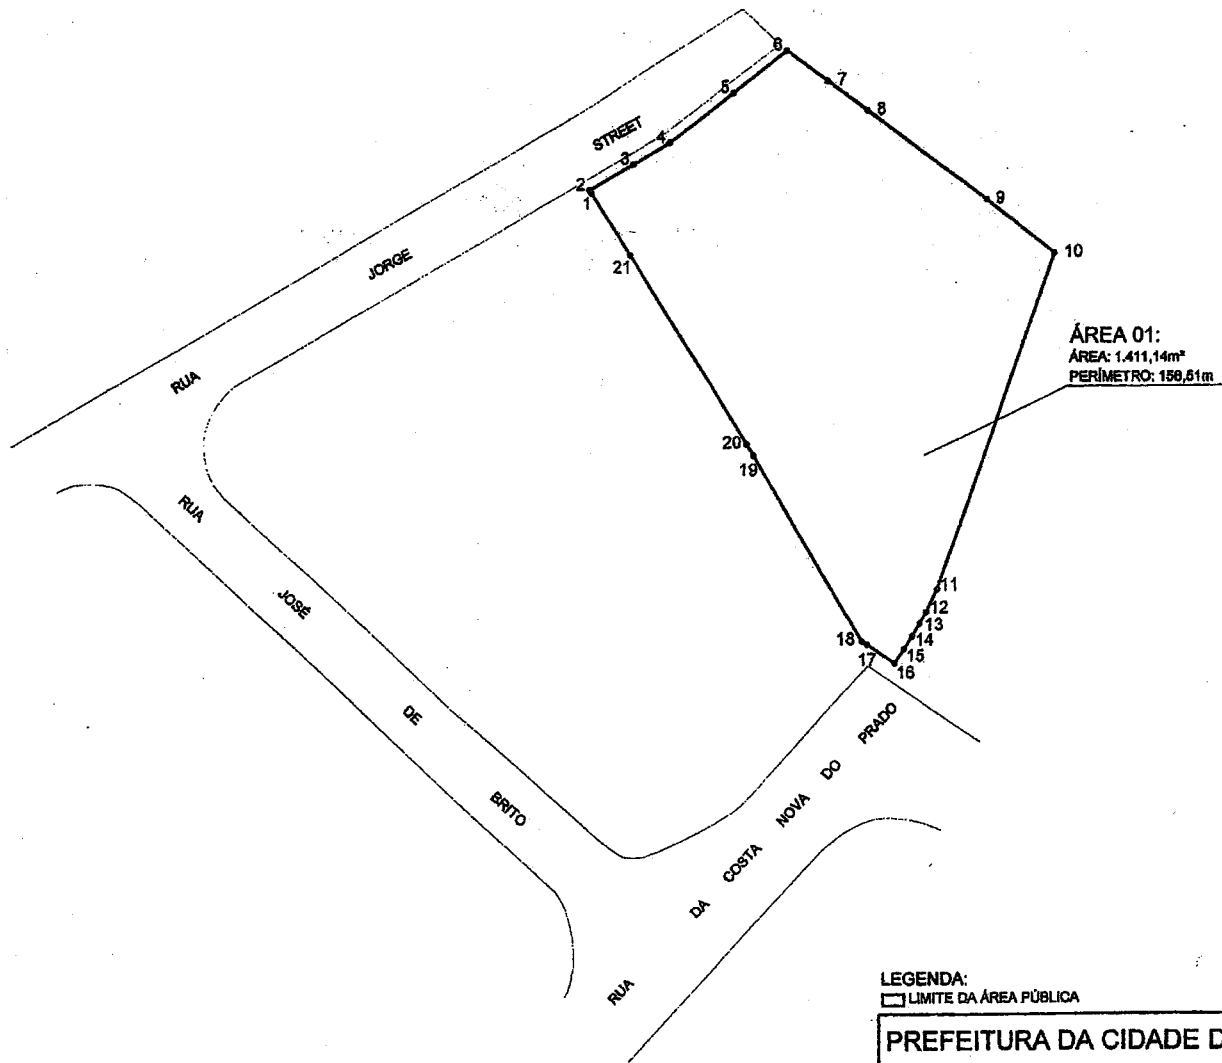 6
7
5
8
STREET
4
3
2
1
9
10
JORGE
21
ÁREA 01:
ÁREA: 1.411,14m²
PERÍMETRO: 158,51m
RUA
20
19
RUA
JOSÉ
DE
BRITO
11
12
13
14
15
16
18
17
RUA
DA COSTA NOVA DO PRADO
LEGENDA:
LIMITE DA ÁREA PÚBLICA
PREFEITURA DA CIDADE D